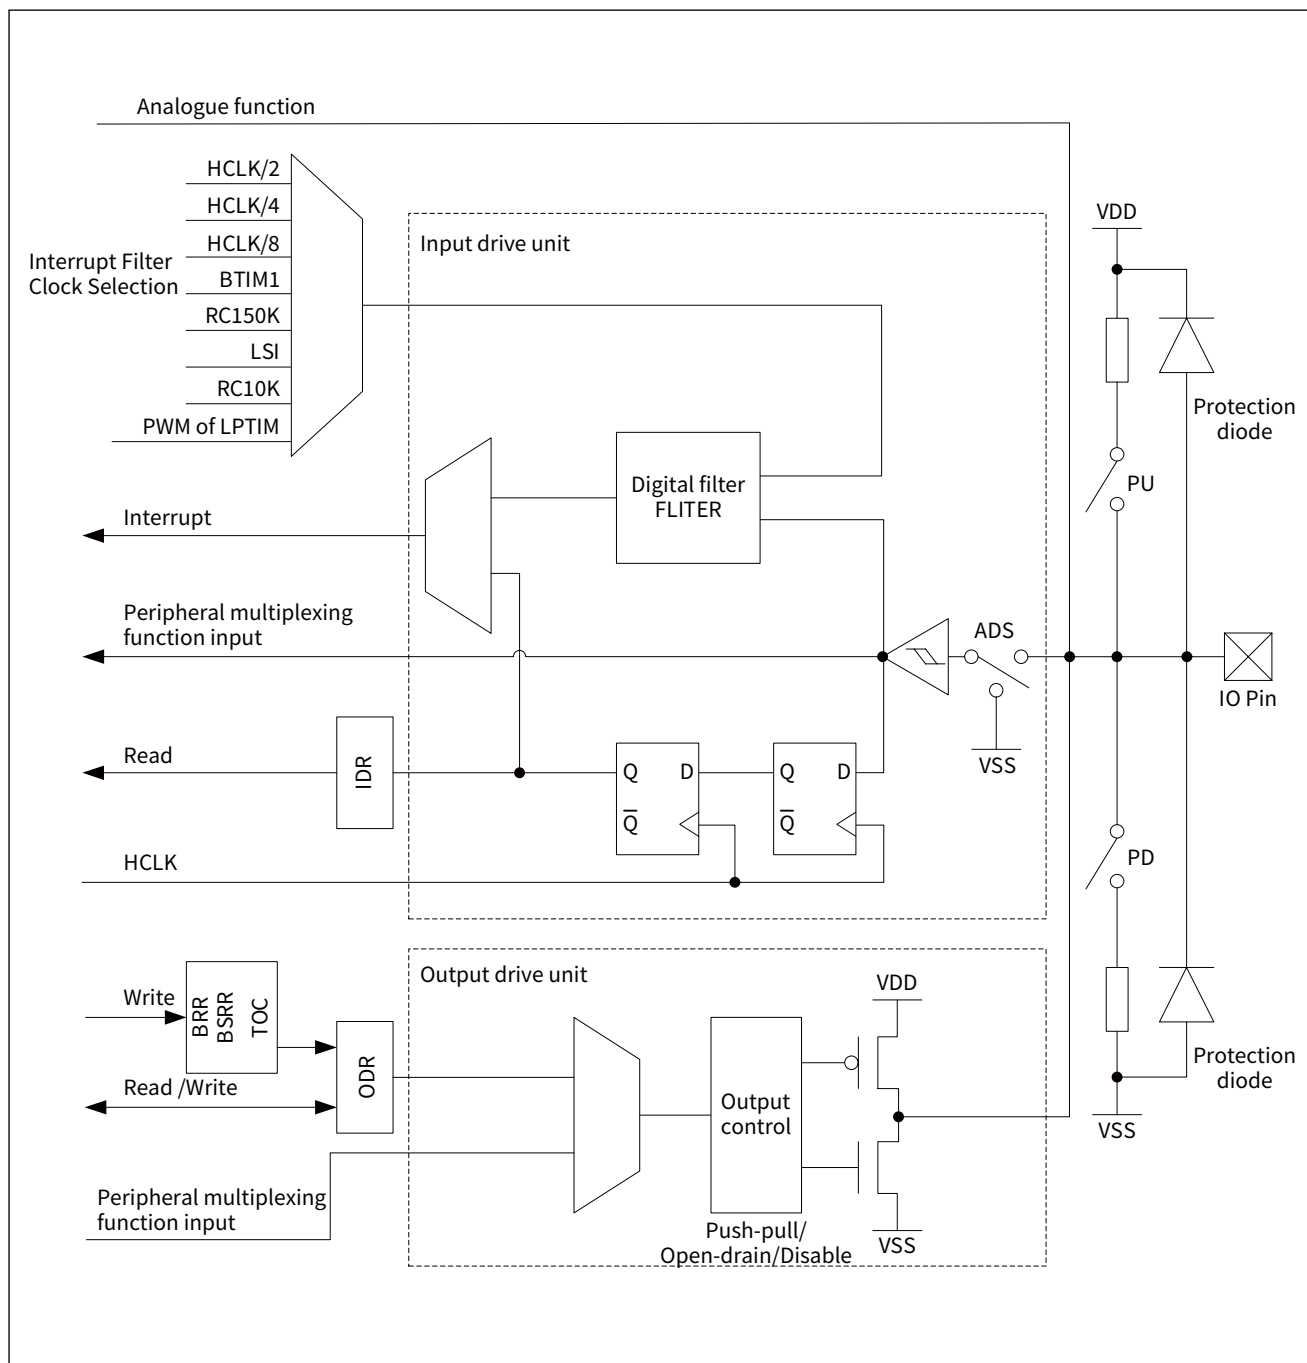 Analogue function
HCLK/2
HCLK/4
HCLK/8
Interrupt Filter
Clock Selection
BTIM1
RC150K
LSI
RC10K
PWM of LPTIM
Input drive unit
VDD
Protection
diode
PU
Digital filter
FLITER
Interrupt
Peripheral multiplexing
function input
ADS
IO Pin
VSS
Read
IDR
Q D
Q
Q D
Q
HCLK
PD
Output drive unit
VDD
Write
BRR
BSRR
TOC
Read /Write
ODR
Output
control
Protection
diode
VSS
Peripheral multiplexing
function input
Push-pull/
Open-drain/Disable
VSS